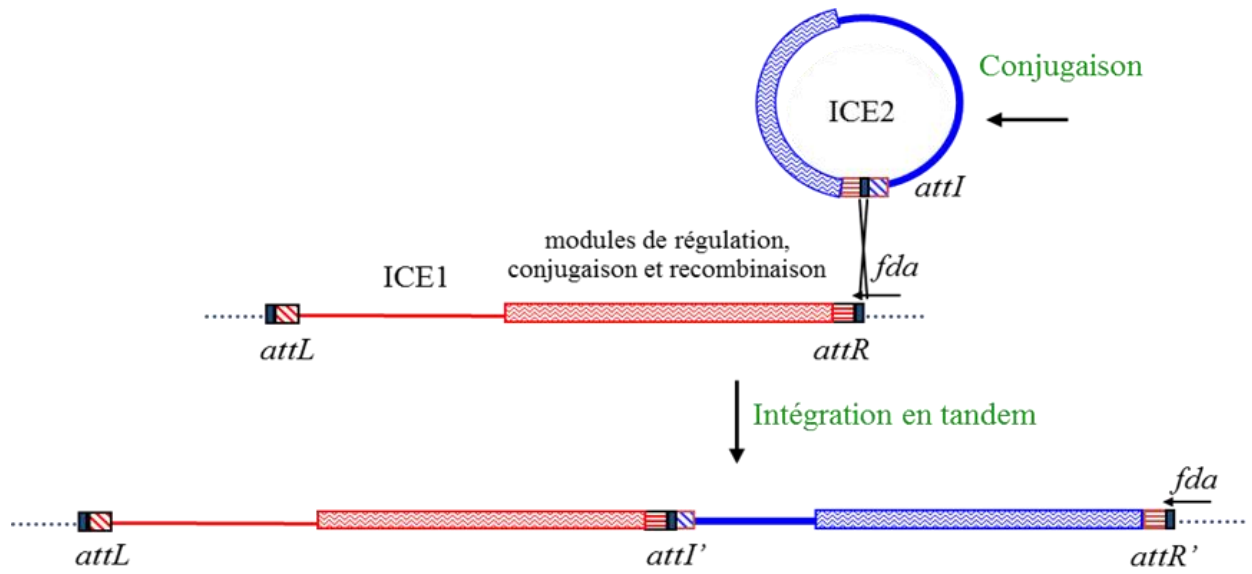 Conjugaison
ICE2
attI
modules de régulation,
conjugaison et recombinaison
ICE1
fda
attL
attR
Intégration en tandem
fda
attL
attI’
attR’